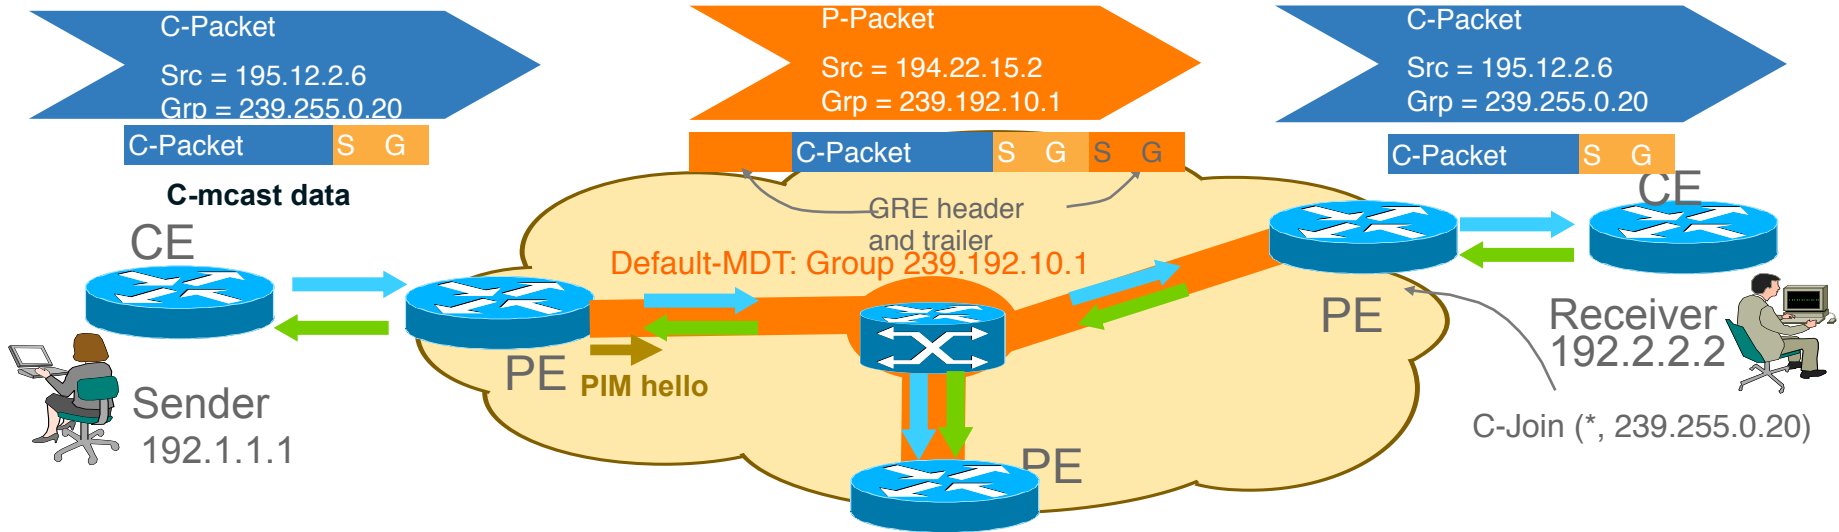 C-Packet
Src = 195.12.2.6
Grp = 239.255.0.20
C-Packet S G
P-Packet
Src = 194.22.15.2
Grp = 239.192.10.1
C-Packet S G S G
C-Packet
Src = 195.12.2.6
Grp = 239.255.0.20
C-Packet S G
C-mcast data
GRE header
and trailer
Default-MDT: Group 239.192.10.1
CE
CE
PE
PIM hello
PE
PE
Sender
192.1.1.1
Receiver
192.2.2.2
C-Join (*, 239.255.0.20)